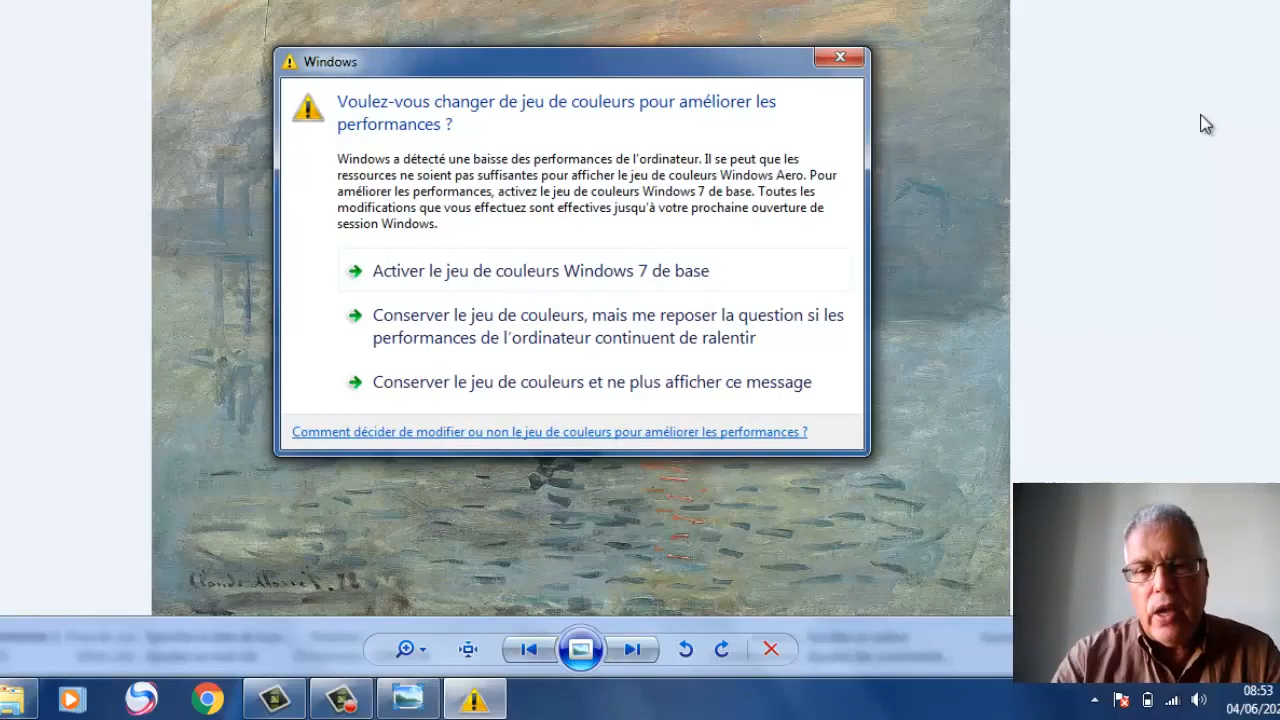 Windows
Voulez-vous changer de jeu de couleurs pour améliorer les
performances ?
Windows a détecté une baisse des performances de l'ordinateur. Il se peut que les
ressources ne soient pas suffisantes pour afficher le jeu de couleurs Windows Aero. Pour
améliorer les performances, activez le jeu de couleurs Windows 7 de base. Toutes les
modifications que vous effectuez sont effectives jusqu'à votre prochaine ouverture de
session Windows.
Activer le jeu de couleurs Windows 7 de base
Conserver le jeu de couleurs, mais me reposer la question si les
performances de l'ordinateur continuent de ralentir
Conserver le jeu de couleurs et ne plus afficher ce message
Comment décider de modifier ou non le jeu de couleurs pour améliorer les performances ?
Claude Monet. 72
08:53
04/06/202